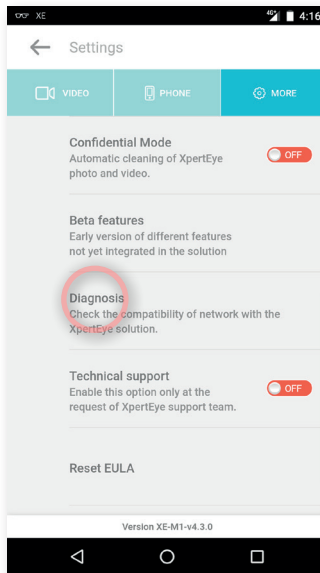 XE 4G 4:16
Settings
VIDEO PHONE MORE
Confidential Mode
Automatic cleaning of XpertEye
photo and video.
OFF
Beta features
Early version of different features
not yet integrated in the solution
Diagnosis
Check the compatibility of network with the
XpertEye solution.
Technical support
Enable this option only at the
request of XpertEye support team.
OFF
Reset EULA
Version XE-M1-v4.3.0